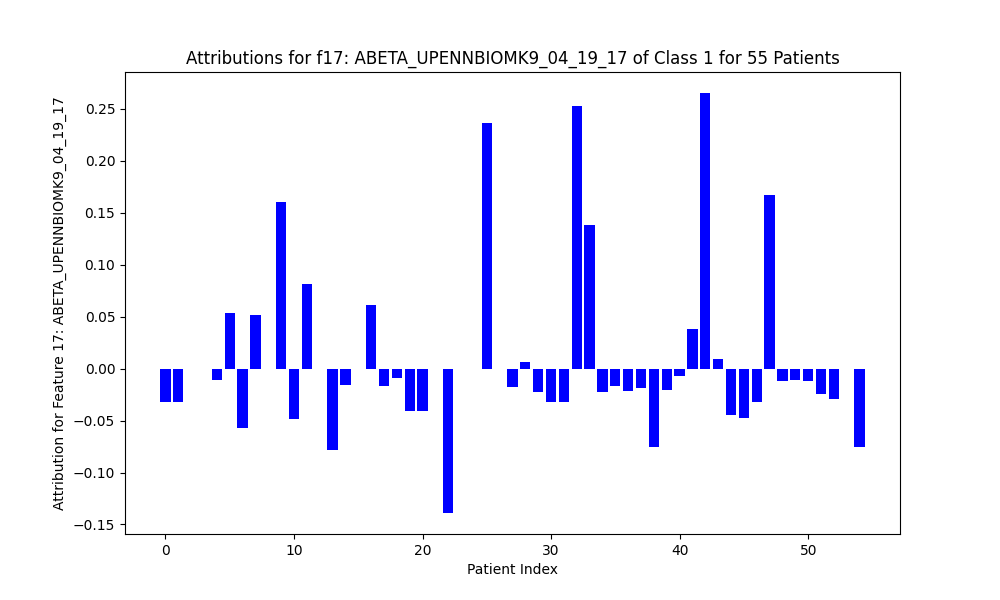 Attributions for f17: ABETA_UPENNBIOMK9_04_19_17 of Class 1 for 55 Patients
Attribution for Feature 17: ABETA_UPENNBIOMK9_04_19_17
0.25
0.20
0.15
0.10
0.05
0.00
−0.05
−0.10
−0.15
0 10 20 30 40 50
Patient Index